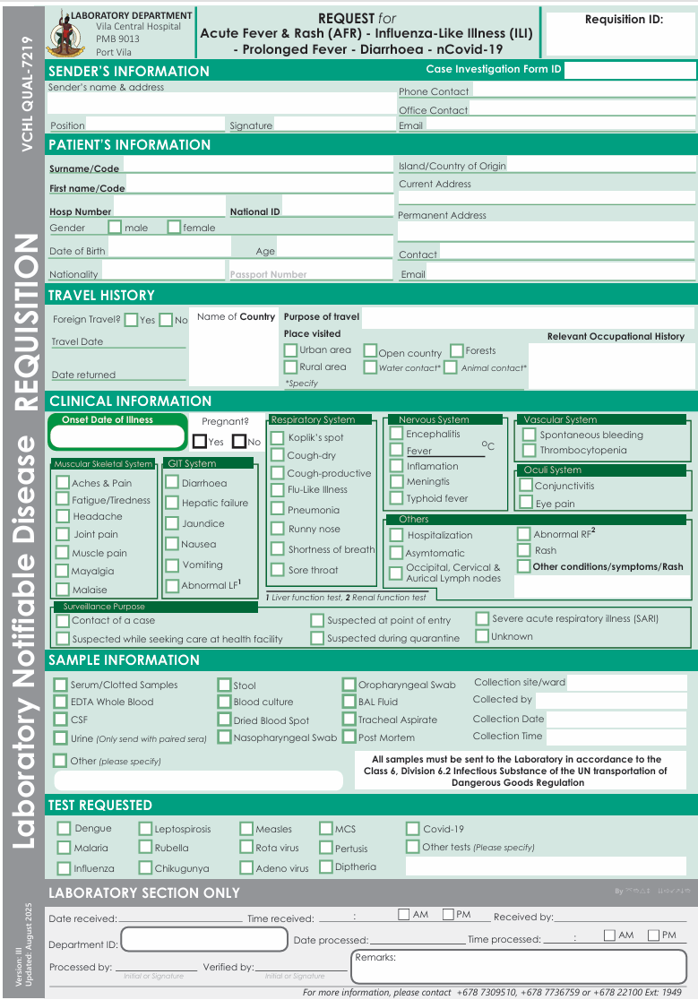 LABORATORY DEPARTMENT
Vila Central Hospital
PMB 9013
Port Vila
REQUEST for
Acute Fever & Rash (AFR) - Influenza-Like Illness (ILI)
- Prolonged Fever - Diarrhoea - nCovid-19
Requisition ID:
VCHL QUAL-7219
Laboratory Notifiable Disease REQUISITION
Version: III
Updated: August 2025
SENDER'S INFORMATION
Case Investigation Form ID
Sender's name & address
Phone Contact
Office Contact
Position
Signature
Email
PATIENT'S INFORMATION
Surname/Code
Island/Country of Origin
First name/Code
Current Address
Hosp Number
National ID
Permanent Address
Gender male female
Date of Birth
Age
Contact
Nationality
Passport Number
Email
TRAVEL HISTORY
Foreign Travel? Yes No
Name of Country
Purpose of travel
Place visited
Relevant Occupational History
Travel Date
Urban area
Open country
Forests
Rural area
Water contact*
Animal contact*
Date returned
*Specify
CLINICAL INFORMATION
Onset Date of Illness
Pregnant?
Yes No
Muscular Skeletal System
Aches & Pain
Fatigue/Tiredness
Headache
Joint pain
Muscle pain
Mayalgia
Malaise
GIT System
Diarrhoea
Hepatic failure
Jaundice
Nausea
Vomiting
Abnormal LF1
Respiratory System
Koplik's spot
Cough-dry
Cough-productive
Flu-Like Illness
Pneumonia
Runny nose
Shortness of breath
Sore throat
1 Liver function test, 2 Renal function test
Nervous System
Encephalitis
Fever °C
Inflamation
Meningtis
Typhoid fever
Vascular System
Spontaneous bleeding
Thrombocytopenia
Oculi System
Conjunctivitis
Eye pain
Others
Hospitalization
Asymtomatic
Occipital, Cervical &
Aurical Lymph nodes
Abnormal RF2
Rash
Other conditions/symptoms/Rash
Surveillance Purpose
Contact of a case
Suspected at point of entry
Severe acute respiratory illness (SARI)
Suspected while seeking care at health facility
Suspected during quarantine
Unknown
SAMPLE INFORMATION
Serum/Clotted Samples
EDTA Whole Blood
CSF
Urine (Only send with paired sera)
Other (please specify)
Stool
Blood culture
Dried Blood Spot
Nasopharyngeal Swab
Oropharyngeal Swab
BAL Fluid
Tracheal Aspirate
Post Mortem
Collection site/ward
Collected by
Collection Date
Collection Time
All samples must be sent to the Laboratory in accordance to the
Class 6, Division 6.2 Infectious Substance of the UN transportation of
Dangerous Goods Regulation
TEST REQUESTED
Dengue
Leptospirosis
Measles
MCS
Covid-19
Malaria
Rubella
Rota virus
Pertusis
Other tests (Please specify)
Influenza
Chikugunya
Adeno virus
Diptheria
LABORATORY SECTION ONLY
By
Date received:
Time received: :
AM PM
Received by:
Department ID:
Date processed:
Time processed: :
AM PM
Processed by:
Initial or Signature
Verified by:
Initial or Signature
Remarks:
For more information, please contact +678 7309510, +678 7736759 or +678 22100 Ext: 1949